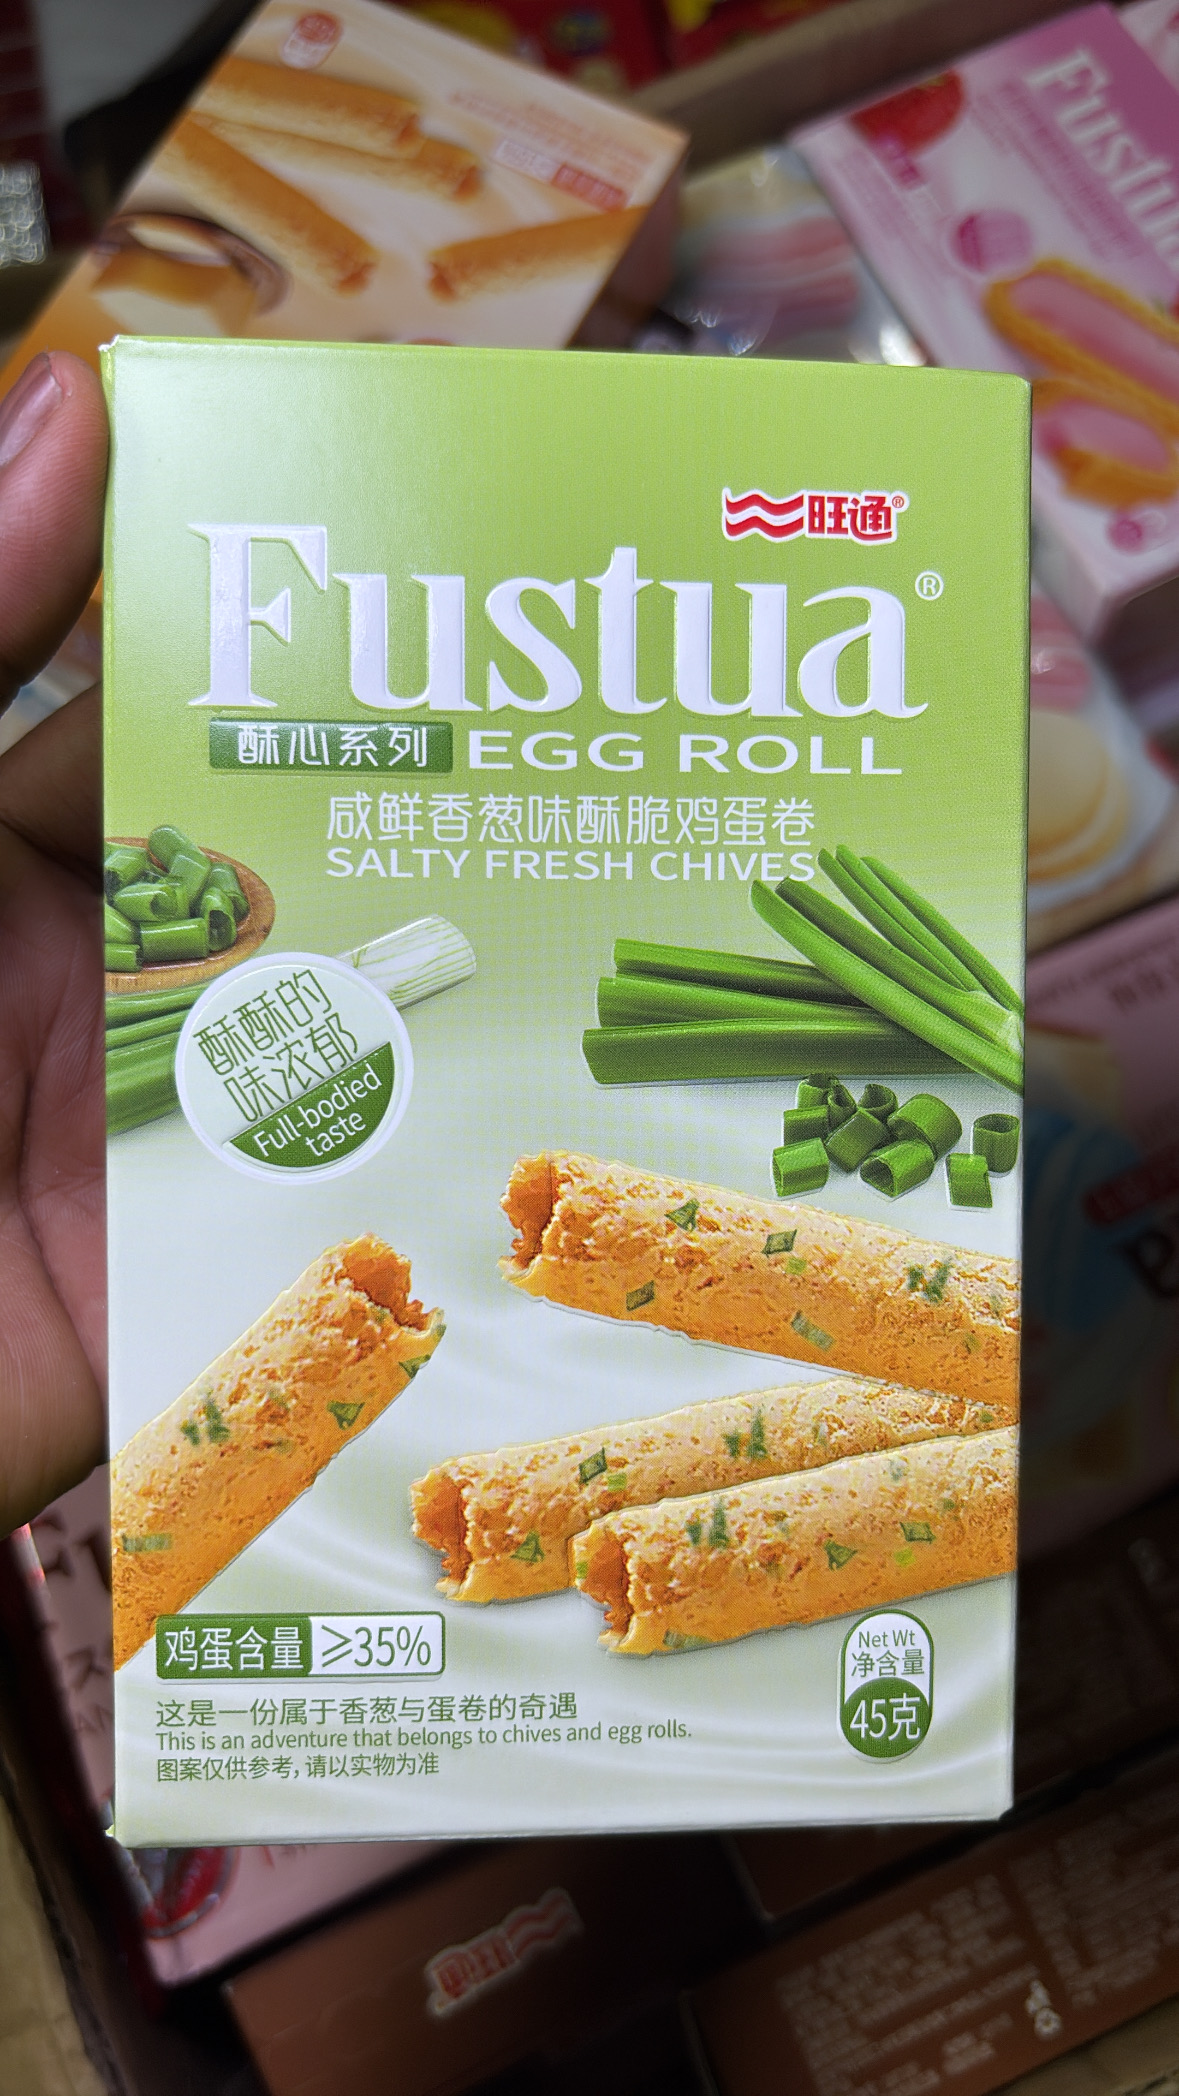 旺通®
Fustua®
酥心系列 EGG ROLL
咸鲜香葱味酥脆鸡蛋卷
SALTY FRESH CHIVES
酥酥的
味浓郁
Full-bodied
taste
鸡蛋含量 ≥35%
Net Wt
净含量
45克
这是一份属于香葱与蛋卷的奇遇
This is an adventure that belongs to chives and egg rolls.
图案仅供参考,请以实物为准
Fustua
旺通